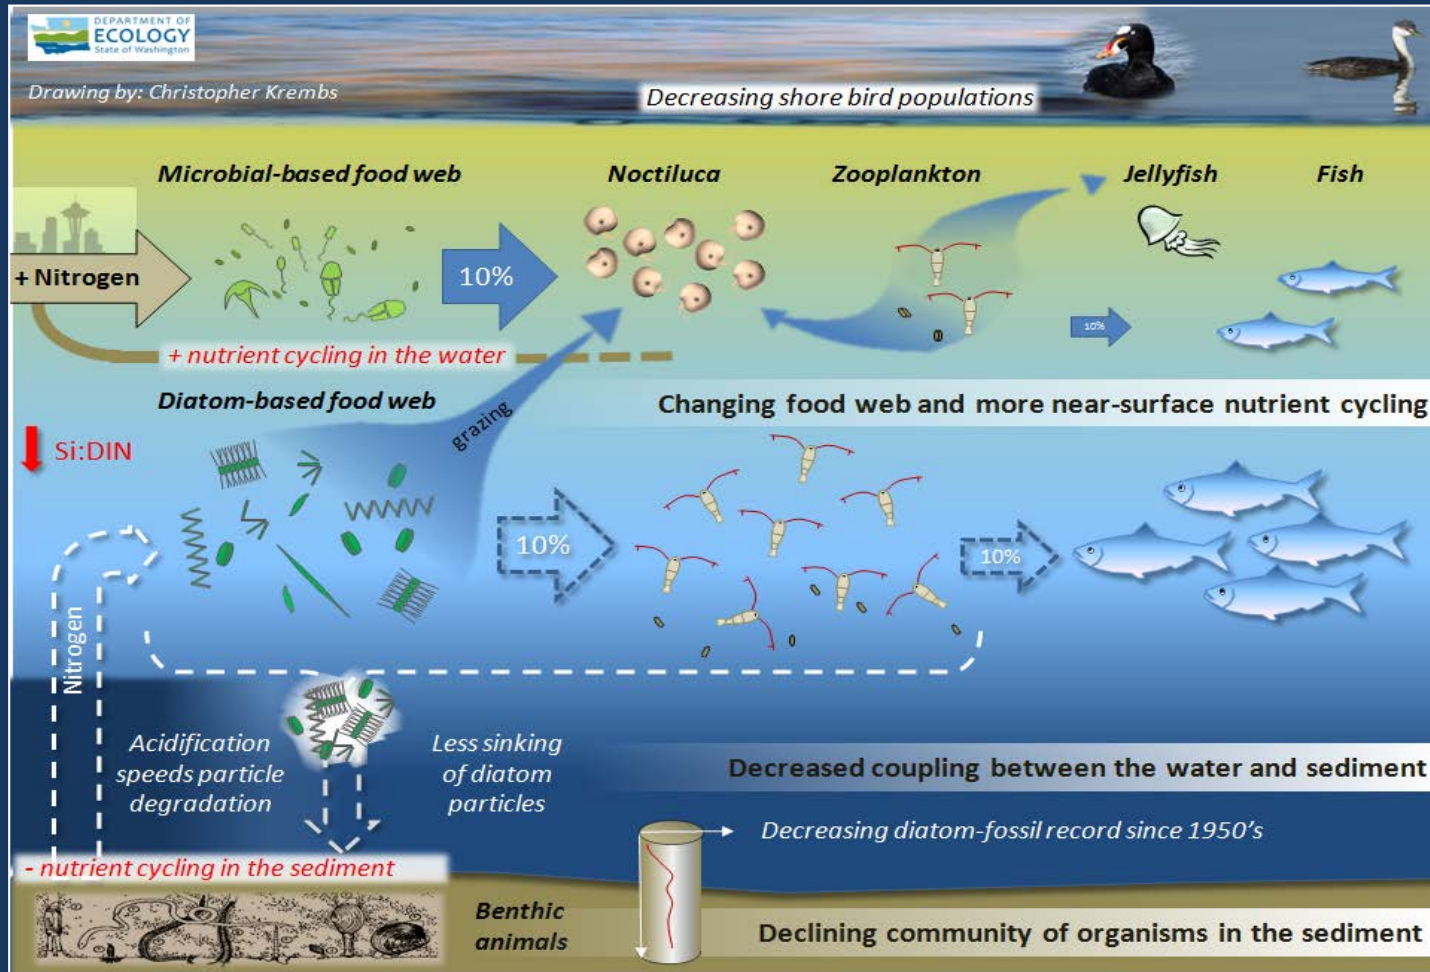 DEPARTMENT OF
ECOLOGY
State of Washington
Drawing by: Christopher Krembs
Decreasing shore bird populations
Microbial-based food web
Noctiluca
Zooplankton
Jellyfish
Fish
+ Nitrogen
10%
10%
+ nutrient cycling in the water
Diatom-based food web
grazing
Changing food web and more near-surface nutrient cycling
Si:DIN
10%
10%
Nitrogen
Acidification
speeds particle
degradation
Less sinking
of diatom
particles
Decreased coupling between the water and sediment
Decreasing diatom-fossil record since 1950's
- nutrient cycling in the sediment
Benthic
animals
Declining community of organisms in the sediment